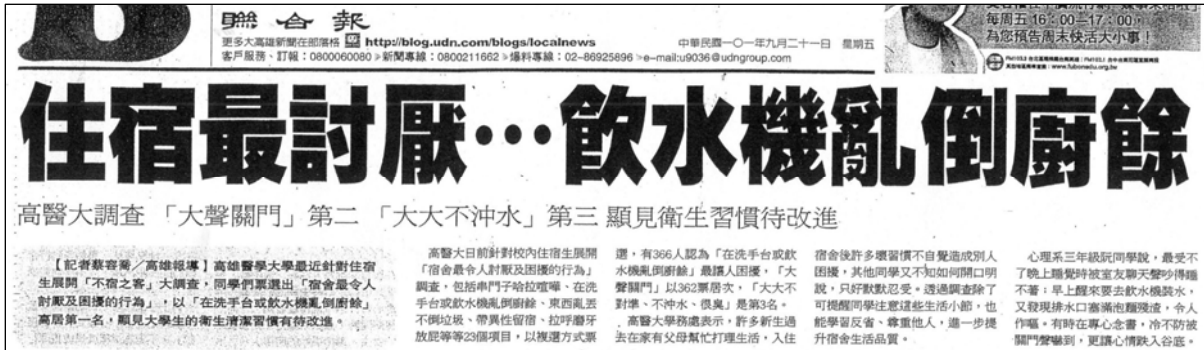 聯合報
更多大高雄新聞在部落格 http://blog.udn.com/blogs/localnews
中華民國一○一年九月二十一日 星期五
客戶服務、訂報：0800060080＞新聞專線：0800211662＞爆料專線：02-86925896＞e-mail:u9036@udngroup.com
每周五16：00—17：00，
為您預告周末快活大小事！
住宿最討厭…飲水機亂倒廚餘
高醫大調查 「大聲關門」第二 「大大不沖水」第三 顯見衛生習慣待改進
【記者蔡容喬／高雄報導】高雄醫學大學最近針對住宿
生展開「不宿之客」大調查，同學們票選出「宿舍最令人
討厭及困擾的行為」，以「在洗手台或飲水機亂倒廚餘」
高居第一名，顯見大學生的衛生清潔習慣有待改進。
高醫大日前針對校內住宿生展開
「宿舍最令人討厭及困擾的行為」
調查，包括串門子哈拉喧嘩、在洗
手台或飲水機亂倒廚餘、東西亂丟
不倒垃圾、帶異性留宿、拉呼磨牙
放屁等等23個項目，以複選方式票
選，有366人認為「在洗手台或飲
水機亂倒廚餘」最讓人困擾，「大
聲關門」以362票居次，「大大不
對準、不沖水、很臭」是第3名。
高醫大學務處表示，許多新生過
去在家有父母幫忙打理生活，入住
宿舍後許多壞習慣不自覺造成別人
困擾，其他同學又不知如何開口明
說，只好默默忍受。透過調查除了
可提醒同學注意這些生活小節，也
能學習反省、尊重他人，進一步提
升宿舍生活品質。
心理系三年級阮同學說，最受不
了晚上睡覺時被室友聊天聲吵得睡
不著；早上醒來要去飲水機裝水，
又發現排水口塞滿泡麵殘渣，令人
作嘔。有時在專心念書，冷不防被
關門聲嚇到，更讓心情跌入谷底。